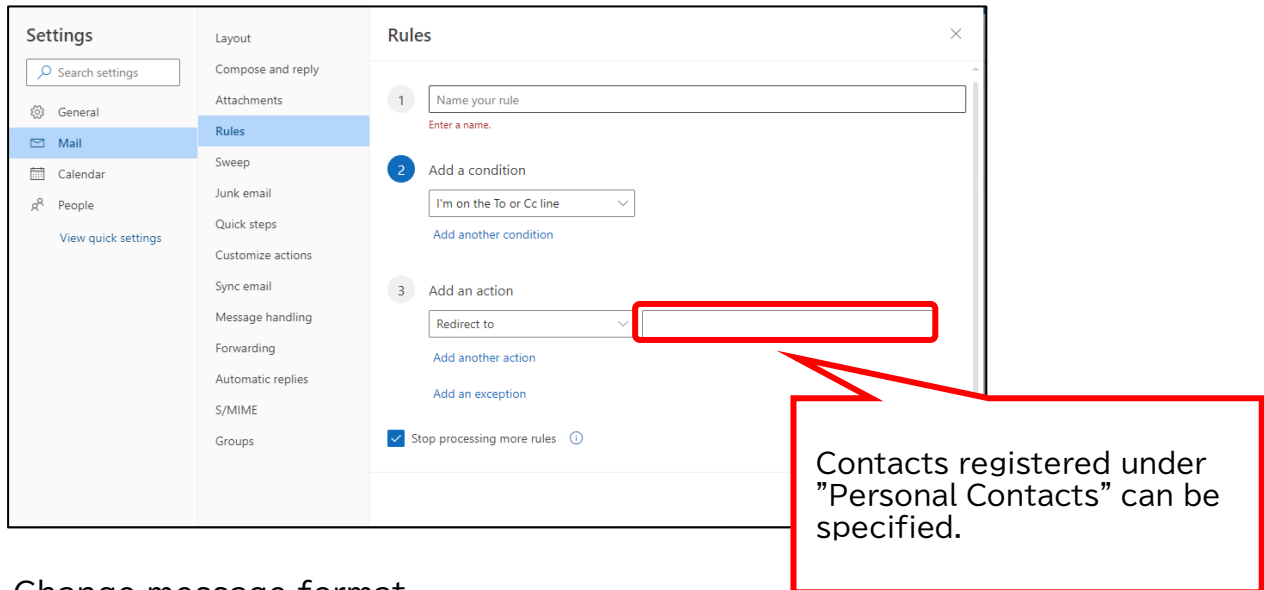 Settings
Search settings
General
Mail
Calendar
People
View quick settings
Layout
Compose and reply
Attachments
Rules
Sweep
Junk email
Quick steps
Customize actions
Sync email
Message handling
Forwarding
Automatic replies
S/MIME
Groups
Rules
1
Name your rule
Enter a name.
2
Add a condition
I'm on the To or Cc line
Add another condition
3
Add an action
Redirect to
Add another action
Add an exception
Stop processing more rules
Contacts registered under
”Personal Contacts” can be
specified.
Change message format